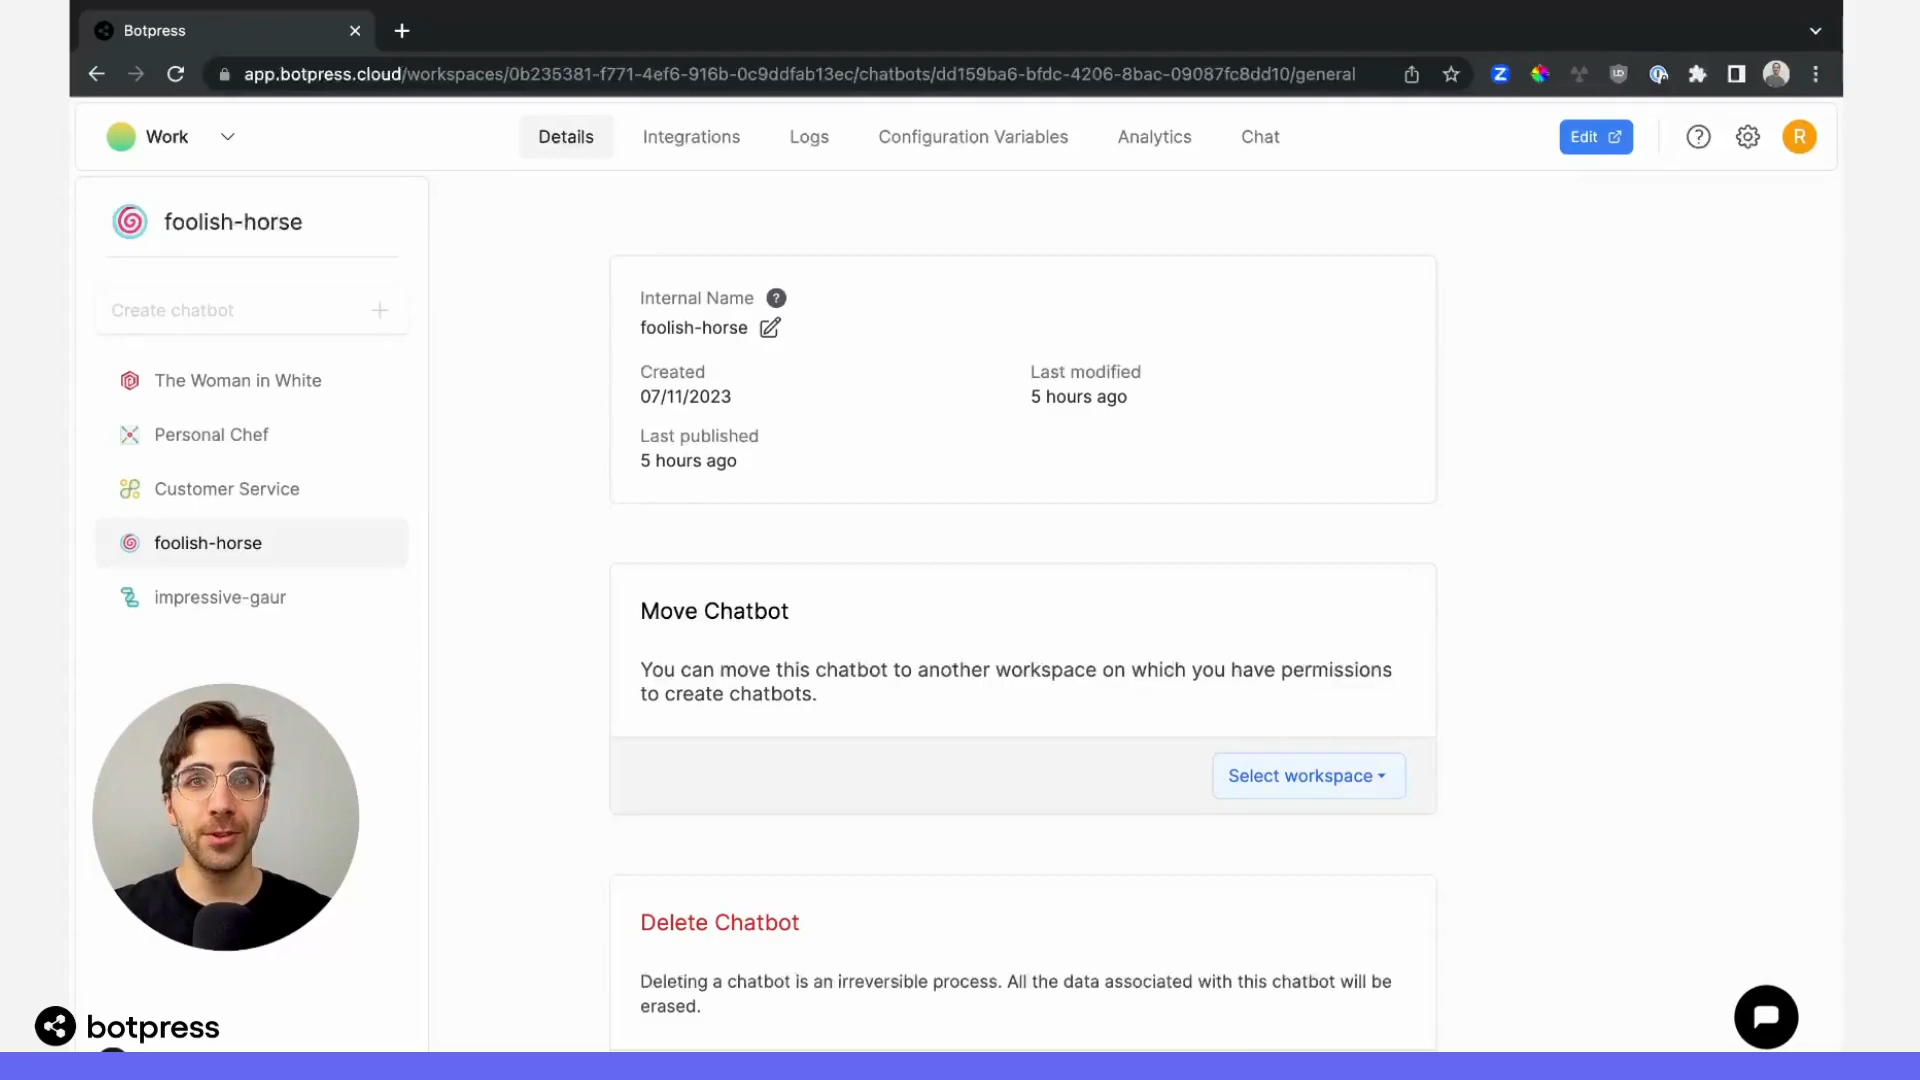 Botpress
app.botpress.cloud/workspaces/0b235381-f771-4ef6-916b-0c9ddfab13ec/chatbots/dd159ba6-bfdc-4206-8bac-09087fc8dd10/general
Work
Details
Integrations
Logs
Configuration Variables
Analytics
Chat
Edit
R
foolish-horse
Create chatbot
The Woman in White
Personal Chef
Customer Service
foolish-horse
impressive-gaur
Internal Name
foolish-horse
Created
07/11/2023
Last modified
5 hours ago
Last published
5 hours ago
Move Chatbot
You can move this chatbot to another workspace on which you have permissions
to create chatbots.
Select workspace
Delete Chatbot
Deleting a chatbot is an irreversible process. All the data associated with this chatbot will be
erased.
botpress